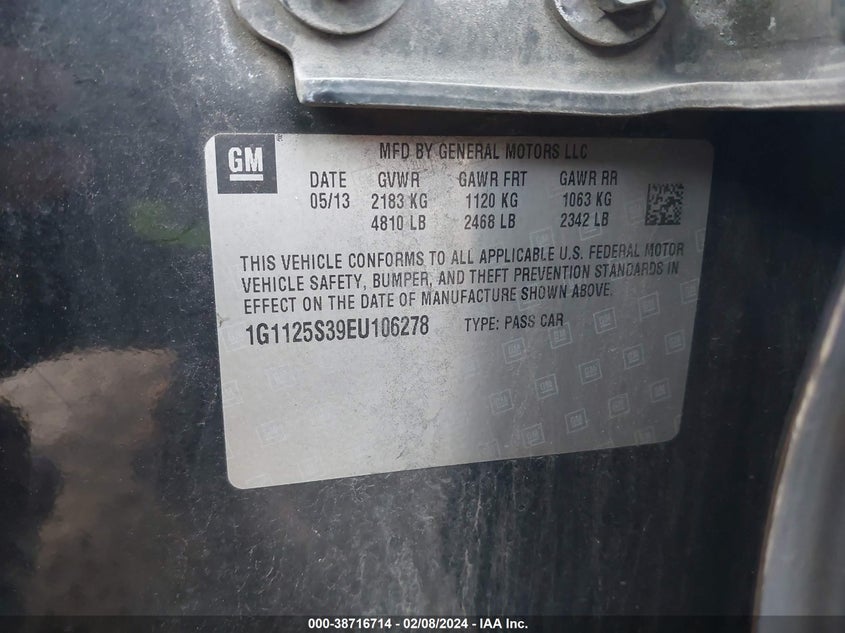 GM
MFD BY GENERAL MOTORS LLC
DATE GVWR GAWR FRT GAWR RR
05/13 2183 KG 1120 KG 1063 KG
4810 LB 2468 LB 2342 LB
THIS VEHICLE CONFORMS TO ALL APPLICABLE U.S. FEDERAL MOTOR
VEHICLE SAFETY, BUMPER, AND THEFT PREVENTION STANDARDS IN
EFFECT ON THE DATE OF MANUFACTURE SHOWN ABOVE.
1G1125S39EU106278 TYPE: PASS CAR
000-38716714 - 02/08/2024 - IAAI.com